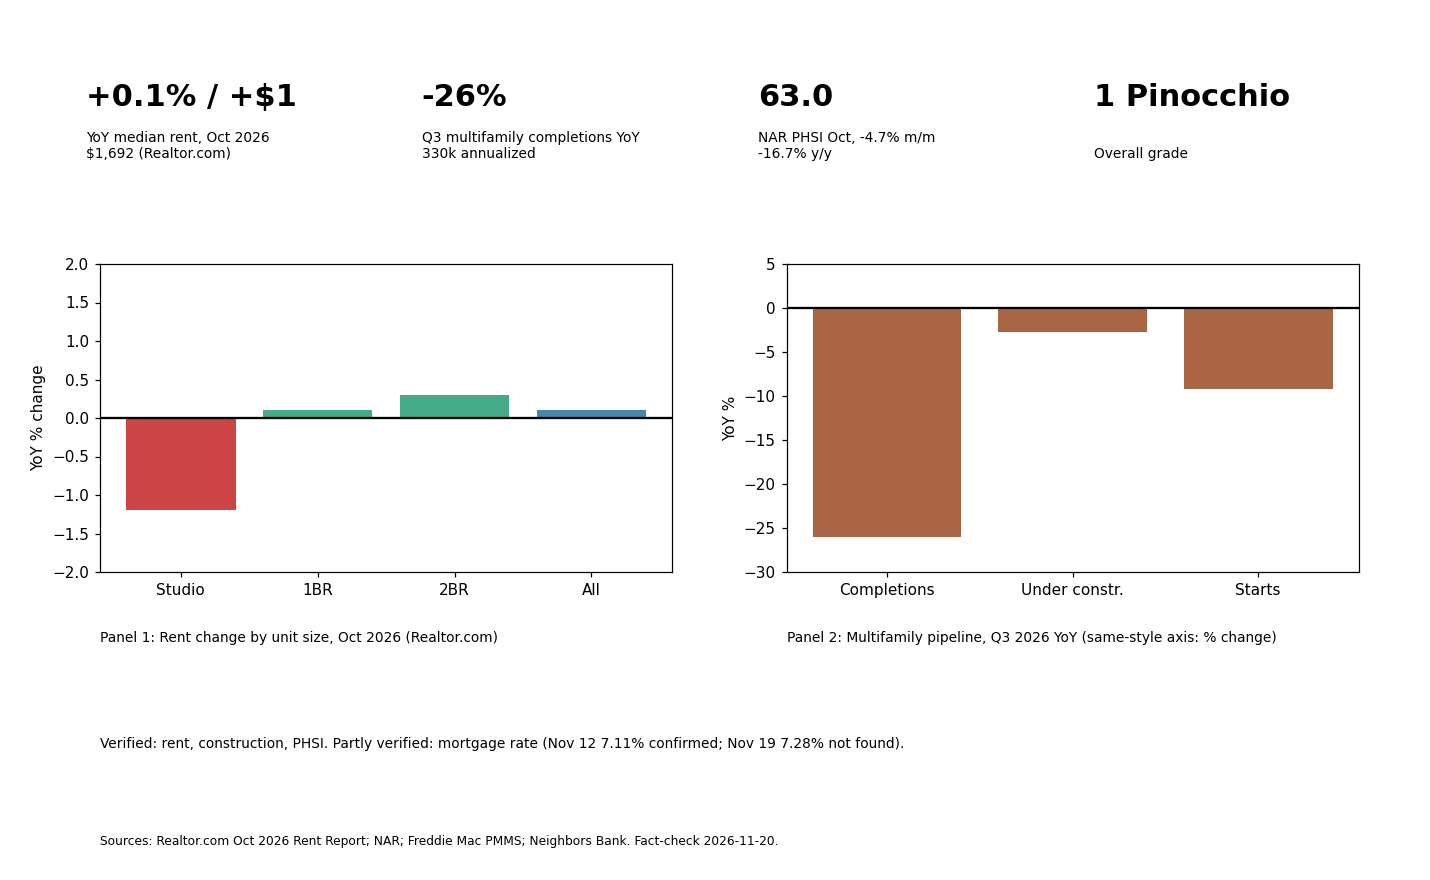 +0.1% / +$1
YoY median rent, Oct 2026
$1,692 (Realtor.com)
-26%
Q3 multifamily completions YoY
330k annualized
63.0
NAR PHSI Oct, -4.7% m/m
-16.7% y/y
1 Pinocchio
Overall grade
YoY % change
2.0
1.5
1.0
0.5
0.0
−0.5
−1.0
−1.5
−2.0
Studio
1BR
2BR
All
Panel 1: Rent change by unit size, Oct 2026 (Realtor.com)
YoY %
5
0
−5
−10
−15
−20
−25
−30
Completions
Under constr.
Starts
Panel 2: Multifamily pipeline, Q3 2026 YoY (same-style axis: % change)
Verified: rent, construction, PHSI. Partly verified: mortgage rate (Nov 12 7.11% confirmed; Nov 19 7.28% not found).
Sources: Realtor.com Oct 2026 Rent Report; NAR; Freddie Mac PMMS; Neighbors Bank. Fact-check 2026-11-20.